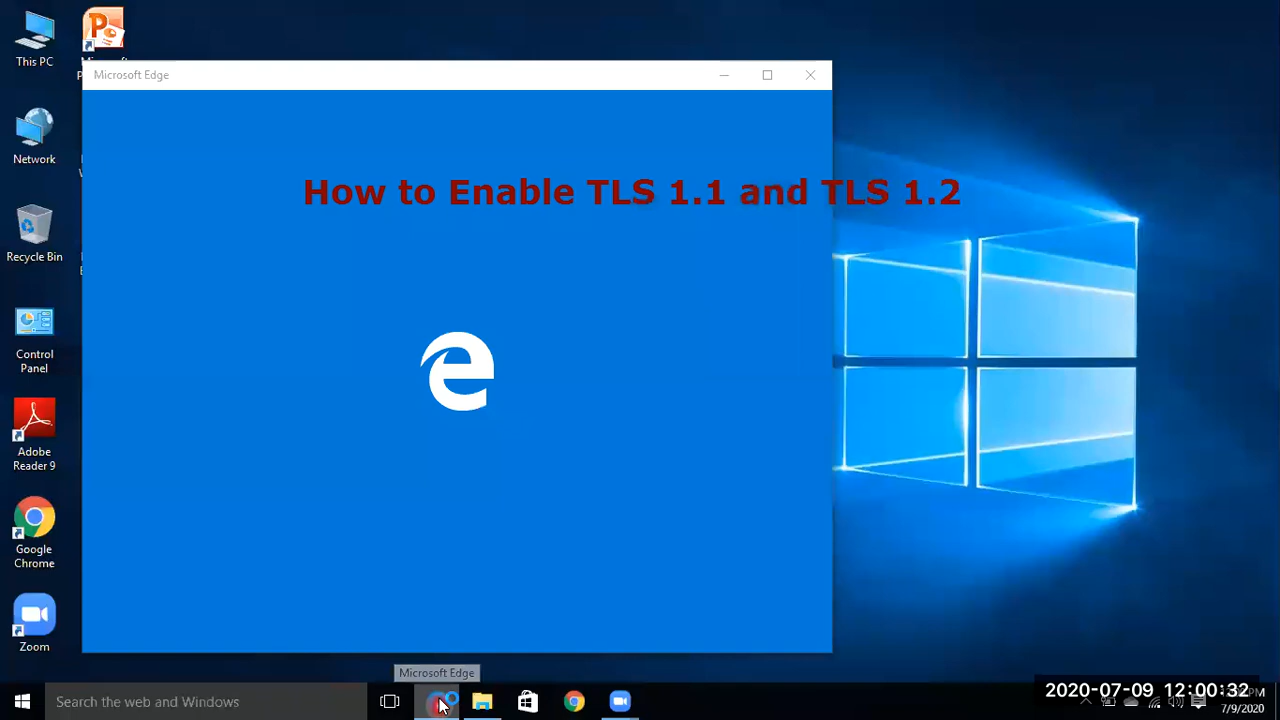 This PC
Microsoft Edge
Network
How to Enable TLS 1.1 and TLS 1.2
Recycle Bin
Control
Panel
Adobe
Reader 9
Google
Chrome
Zoom
Microsoft Edge
Search the web and Windows
2020-07-09 12:00:32
PM
7/9/2020